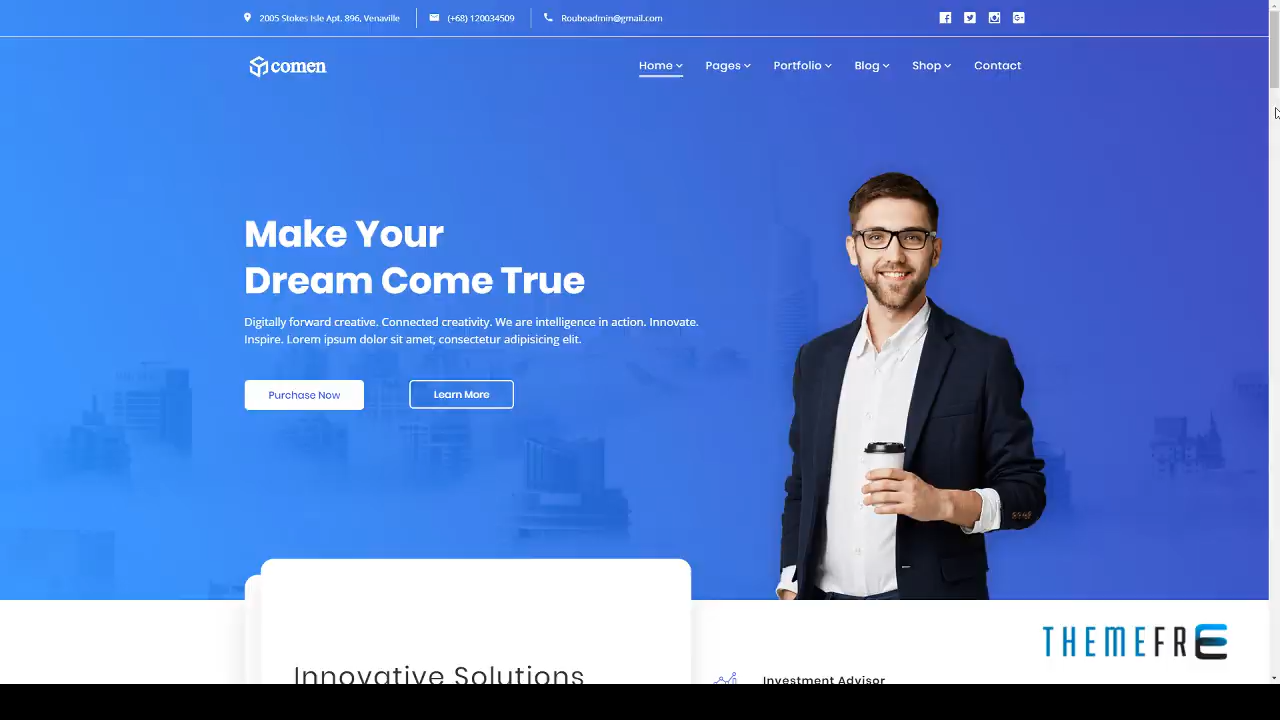 2005 Stokes Isle Apt. 896, Venaville
(+68) 120034509
Roubeadmin@gmail.com
comen
Home
Pages
Portfolio
Blog
Shop
Contact
Make Your
Dream Come True
Digitally forward creative. Connected creativity. We are intelligence in action. Innovate.
Inspire. Lorem ipsum dolor sit amet, consectetur adipisicing elit.
Purchase Now
Learn More
Innovative Solutions
Investment Advisor
THEMEFRE